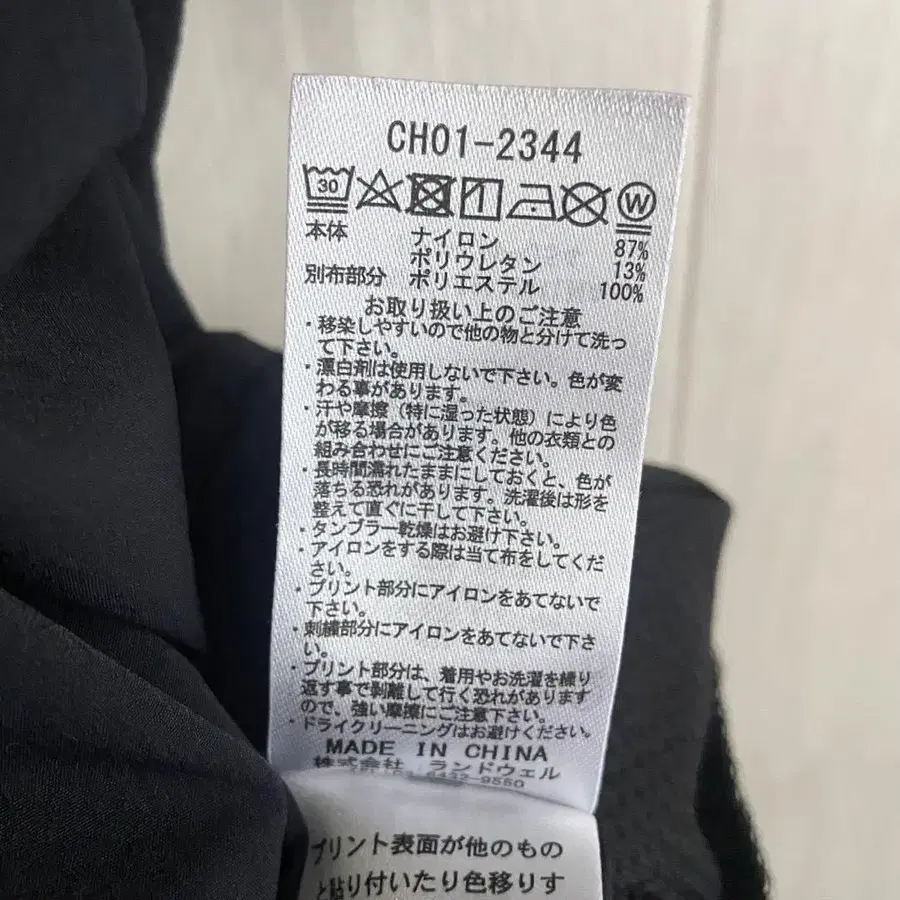 CH01-2344
30 W
本体 ナイロン 87%
ポリウレタン 13%
別布部分 ポリエステル 100%
お取り扱い上のご注意
・移染しやすいので他の物と分けて洗っ
て下さい。
・漂白剤は使用しないで下さい。色が変
わる事があります。
・汗や摩擦（特に湿った状態）により色
が移る場合があります。他の衣類との
組み合わせにご注意ください。
・長時間濡れたままにしておくと、色が
落ちる恐れがあります。洗濯後は形を
整えて直ぐに干して下さい。
・タンブラー乾燥はお避け下さい。
・アイロンをする際は当て布をしてくだ
さい。
・プリント部分にアイロンをあてないで
下さい。
・刺繍部分にアイロンをあてないで下さ
い。
・プリント部分は、着用やお洗濯を繰り
返す事で剥離して行く恐れがあります
ので、強い摩擦にご注意下さい。
・ドライクリーニングはお避けください。
MADE IN CHINA
株式会社 ランドウェル
プリント表面が他のもの
貼り付いたり色移りす